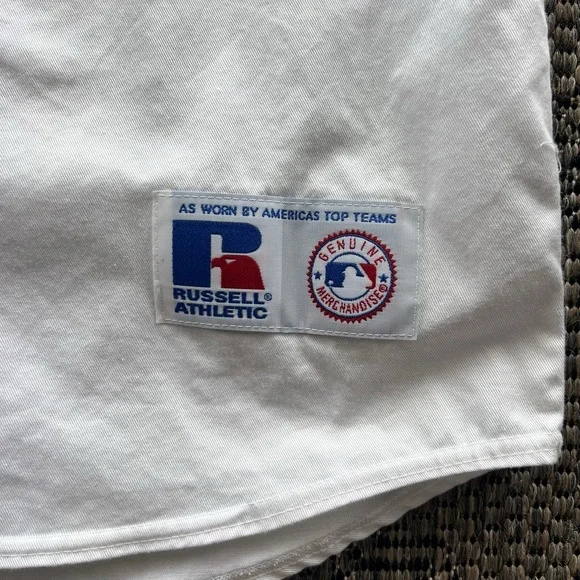 AS WORN BY AMERICAS TOP TEAMS
R
RUSSELL®
ATHLETIC
GENUINE
MERCHANDISE®